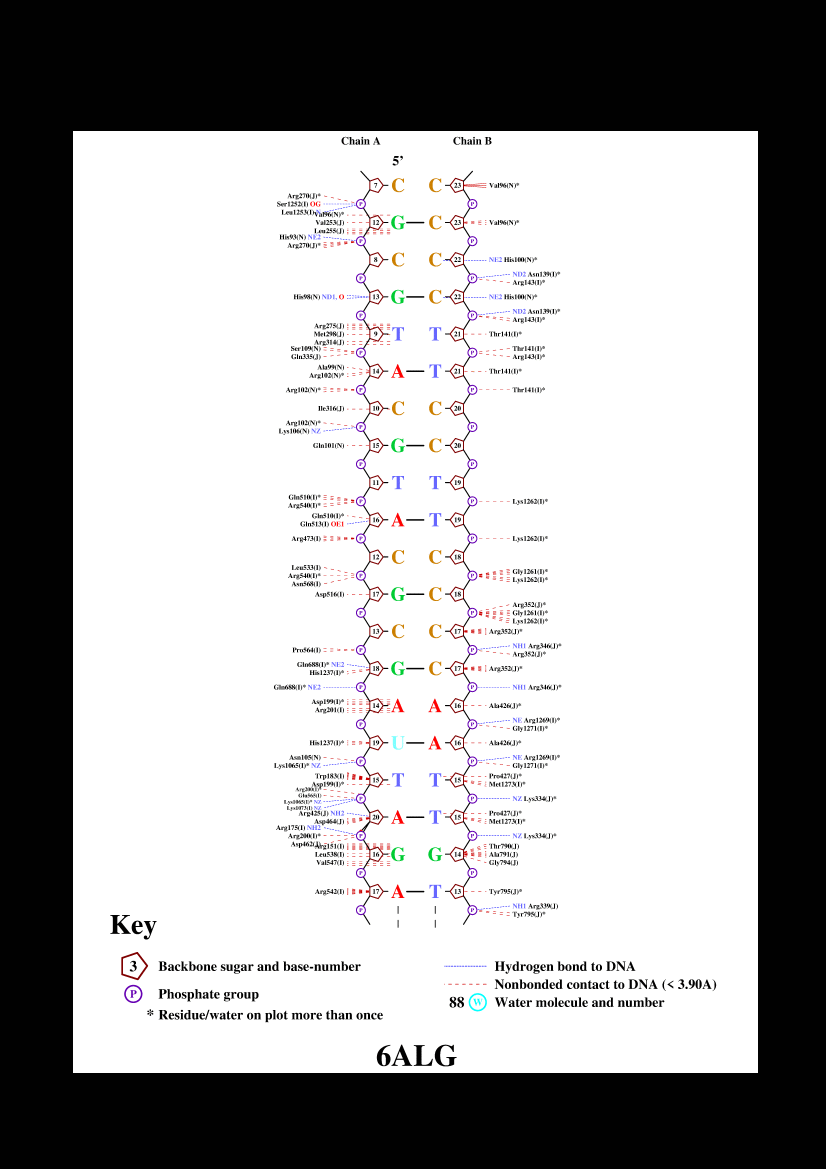 Chain A Chain B
5'
7 C C 23 Val96(N)*
Arg270(J)*
Ser1252(I) OG P P
Leu1253(I) N
Val96(N)*
Val253(J) 12 G C 23 Val96(N)*
Leu255(J)
His93(N) NE2 P P
Arg270(J)*
8 C C 22 NE2 His100(N)*
P P ND2 Asn139(I)*
Arg143(I)*
His98(N) ND1, O 13 G C 22 NE2 His100(N)*
P P ND2 Asn139(I)*
Arg143(I)*
Arg275(J)
Met298(J) 9 T T 21 Thr141(I)*
Arg314(J)
Ser109(N) P P Thr141(I)*
Gln335(J) Arg143(I)*
Ala99(N) 14 A T 21 Thr141(I)*
Arg102(N)*
Arg102(N)* P P Thr141(I)*
Ile316(J) 10 C C 20
Arg102(N)* P P
Lys106(N) NZ
Gln101(N) 15 G C 20
P P
11 T T 19
Gln510(I)* P P Lys1262(I)*
Arg540(I)*
Gln510(I)* 16 A T 19
Gln513(I) OE1
Arg473(I) P P Lys1262(I)*
12 C C 18
Leu533(I)
Arg540(I)* P P Gly1261(I)*
Asn568(I) Lys1262(I)*
Asp516(I) 17 G C 18
Arg352(J)*
P P Gly1261(I)*
Lys1262(I)*
13 C C 17 Arg352(J)*
Pro564(I) P P NH1 Arg346(J)*
Arg352(J)*
Gln688(I)* NE2 18 G C 17 Arg352(J)*
His1237(I)*
Gln688(I)* NE2 P P NH1 Arg346(J)*
Asp199(I)* 14 A A 16 Ala426(J)*
Arg201(I)
P P NE Arg1269(I)*
Gly1271(I)*
His1237(I)* 19 U A 16 Ala426(J)*
Asn105(N) P P NE Arg1269(I)*
Lys1065(I)* NZ Gly1271(I)*
Trp183(I) 15 T T 15 Pro427(J)*
Asp199(I)* Met1273(I)*
Arg200(I)*
Glu565(I) P P NZ Lys334(J)*
Lys1065(I)* NZ
Lys1073(I) NZ
Arg425(J) NH2 20 A T 15 Pro427(J)*
Asp464(J) Met1273(I)*
Arg175(I) NH2
Arg200(I)* P P NZ Lys334(J)*
Asp462(J)
Arg151(I) Thr790(J)
Leu538(I) 16 G G 14 Ala791(J)
Val547(I) Gly794(J)
P P
Arg542(I) 17 A T 13 Tyr795(J)*
P P NH1 Arg339(J)
Tyr795(J)*
Key
3 Backbone sugar and base-number
P Phosphate group
* Residue/water on plot more than once
Hydrogen bond to DNA
Nonbonded contact to DNA (< 3.90A)
88 W Water molecule and number
6ALG